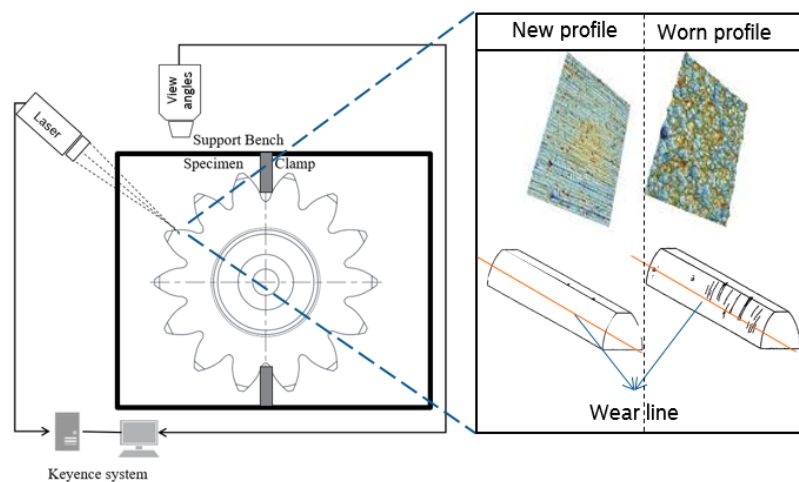 New profile
Worn profile
View
angles
Laser
Support Bench
Specimen
Clamp
Wear line
Keyence system